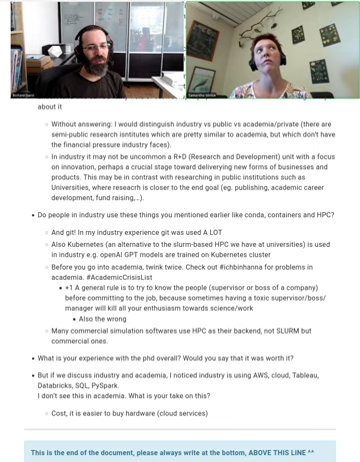 about it
Without answering: I would distinguish industry vs public vs academia/private (there are
semi-public research isntitutes which are pretty similar to academia, but which don't have
the financial pressure industry faces).
In industry it may not be uncommon a R+D (Research and Development) unit with a focus
on innovation, perhaps a crucial stage toward deliverying new forms of businesses and
products. This may be in contrast with researching in public institutions such as
Universities, where reseacrh is closer to the end goal (eg. publishing, academic career
development, fund raising,...).
Do people in industry use these things you mentioned earlier like conda, containers and HPC?
And git! In my industry experience git was used A LOT
Also Kubernetes (an alternative to the slurm-based HPC we have at universities) is used
in industry e.g. openAI GPT models are trained on Kubernetes cluster
Before you go into academia, twink twice. Check out #ichbinhanna for problems in
academia. #AcademicCrisisList
+1 A general rule is to try to know the people (supervisor or boss of a company)
before committing to the job, because sometimes having a toxic supervisor/boss/
manager will kill all your enthusiasm towards science/work
Also the wrong
Many commercial simulation softwares use HPC as their backend, not SLURM but
commercial ones.
What is your experience with the phd overall? Would you say that it was worth it?
But if we discuss industry and academia, I noticed industry is using AWS, cloud, Tableau,
Databricks, SQL, PySpark.
I don't see this in academia. What is your take on this?
Cost, it is easier to buy hardware (cloud services)
This is the end of the document, please always write at the bottom, ABOVE THIS LINE ^^